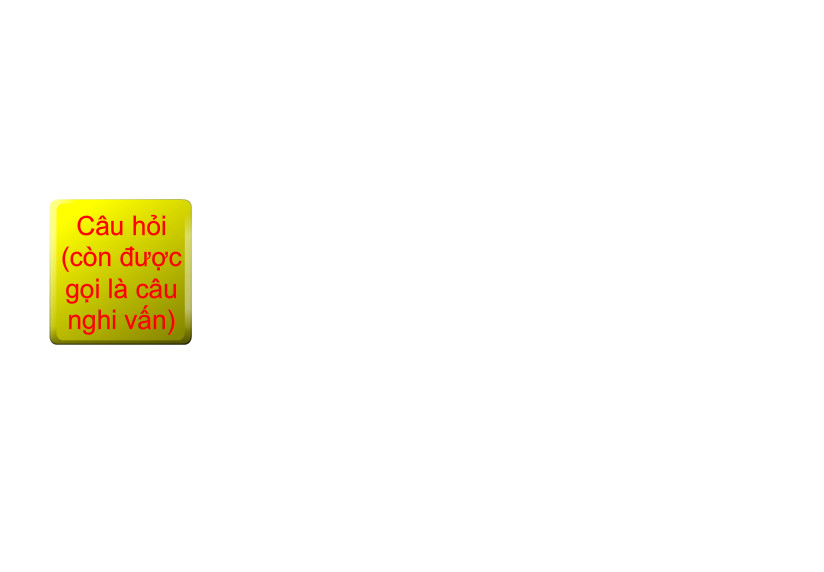 Câu hỏi
(còn được
gọi là câu
nghi vấn)